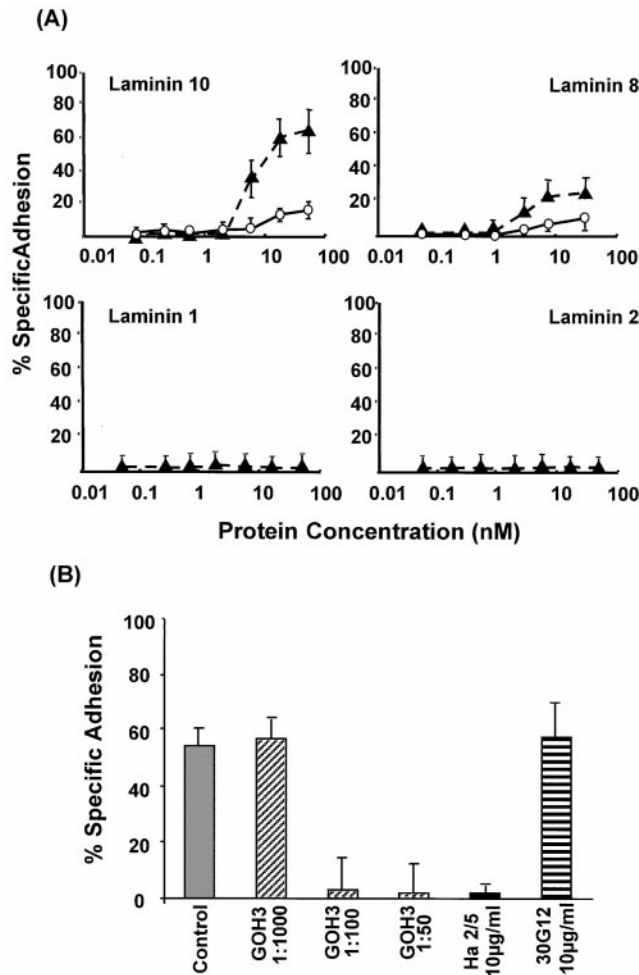 (A)
Laminin 10
Laminin 8
100
80
60
40
20
0.01 0.1 1 10 100
100
80
60
40
20
0.01 0.1 1 10 100
Laminin 1
Laminin 2
100
80
60
40
20
0.01 0.1 1 10 100
100
80
60
40
20
0.01 0.1 1 10 100
% SpecificAdhesion
Protein Concentration (nM)
(B)
% Specific Adhesion
100
80
60
40
20
0
Control
GOH3
1:1000
GOH3
1:100
GOH3
1:50
Ha 2/5
10µg/ml
30G12
10µg/ml